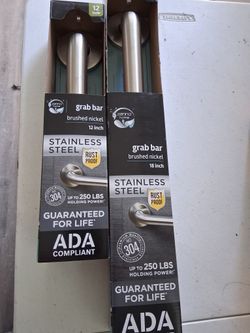 12
grab bar
brushed nickel
12 inch
STAINLESS
STEEL
RUST
PROOF!
304
UP TO 250 LBS
HOLDING POWER!
GUARANTEED
FOR LIFE*
ADA
COMPLIANT
grab bar
brushed nickel
18 inch
STAINLESS
STEEL
RUST
PROOF!
304
UP TO 250 LBS
HOLDING POWER!
GUARANTEED
FOR LIFE*
ADA